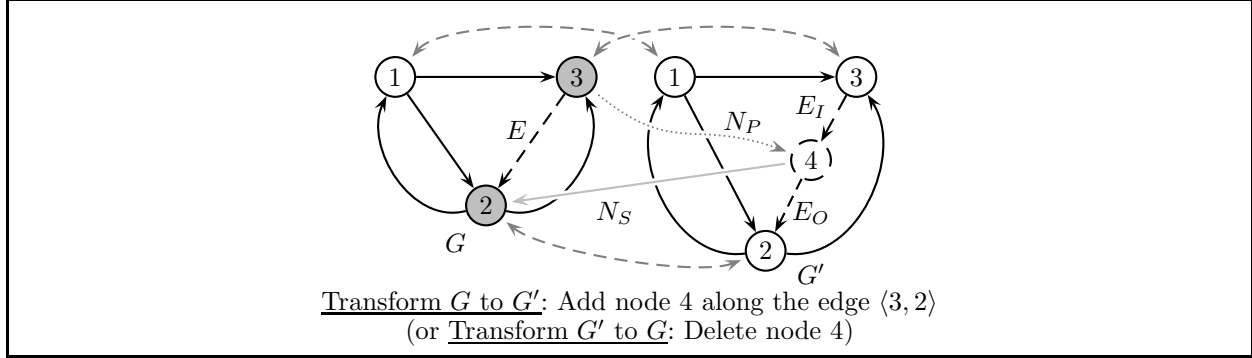 1 3 1 3
E N_P E_I
4
2 N_S E_O
G 2
G′
Transform G to G′: Add node 4 along the edge ⟨3, 2⟩
(or Transform G′ to G: Delete node 4)